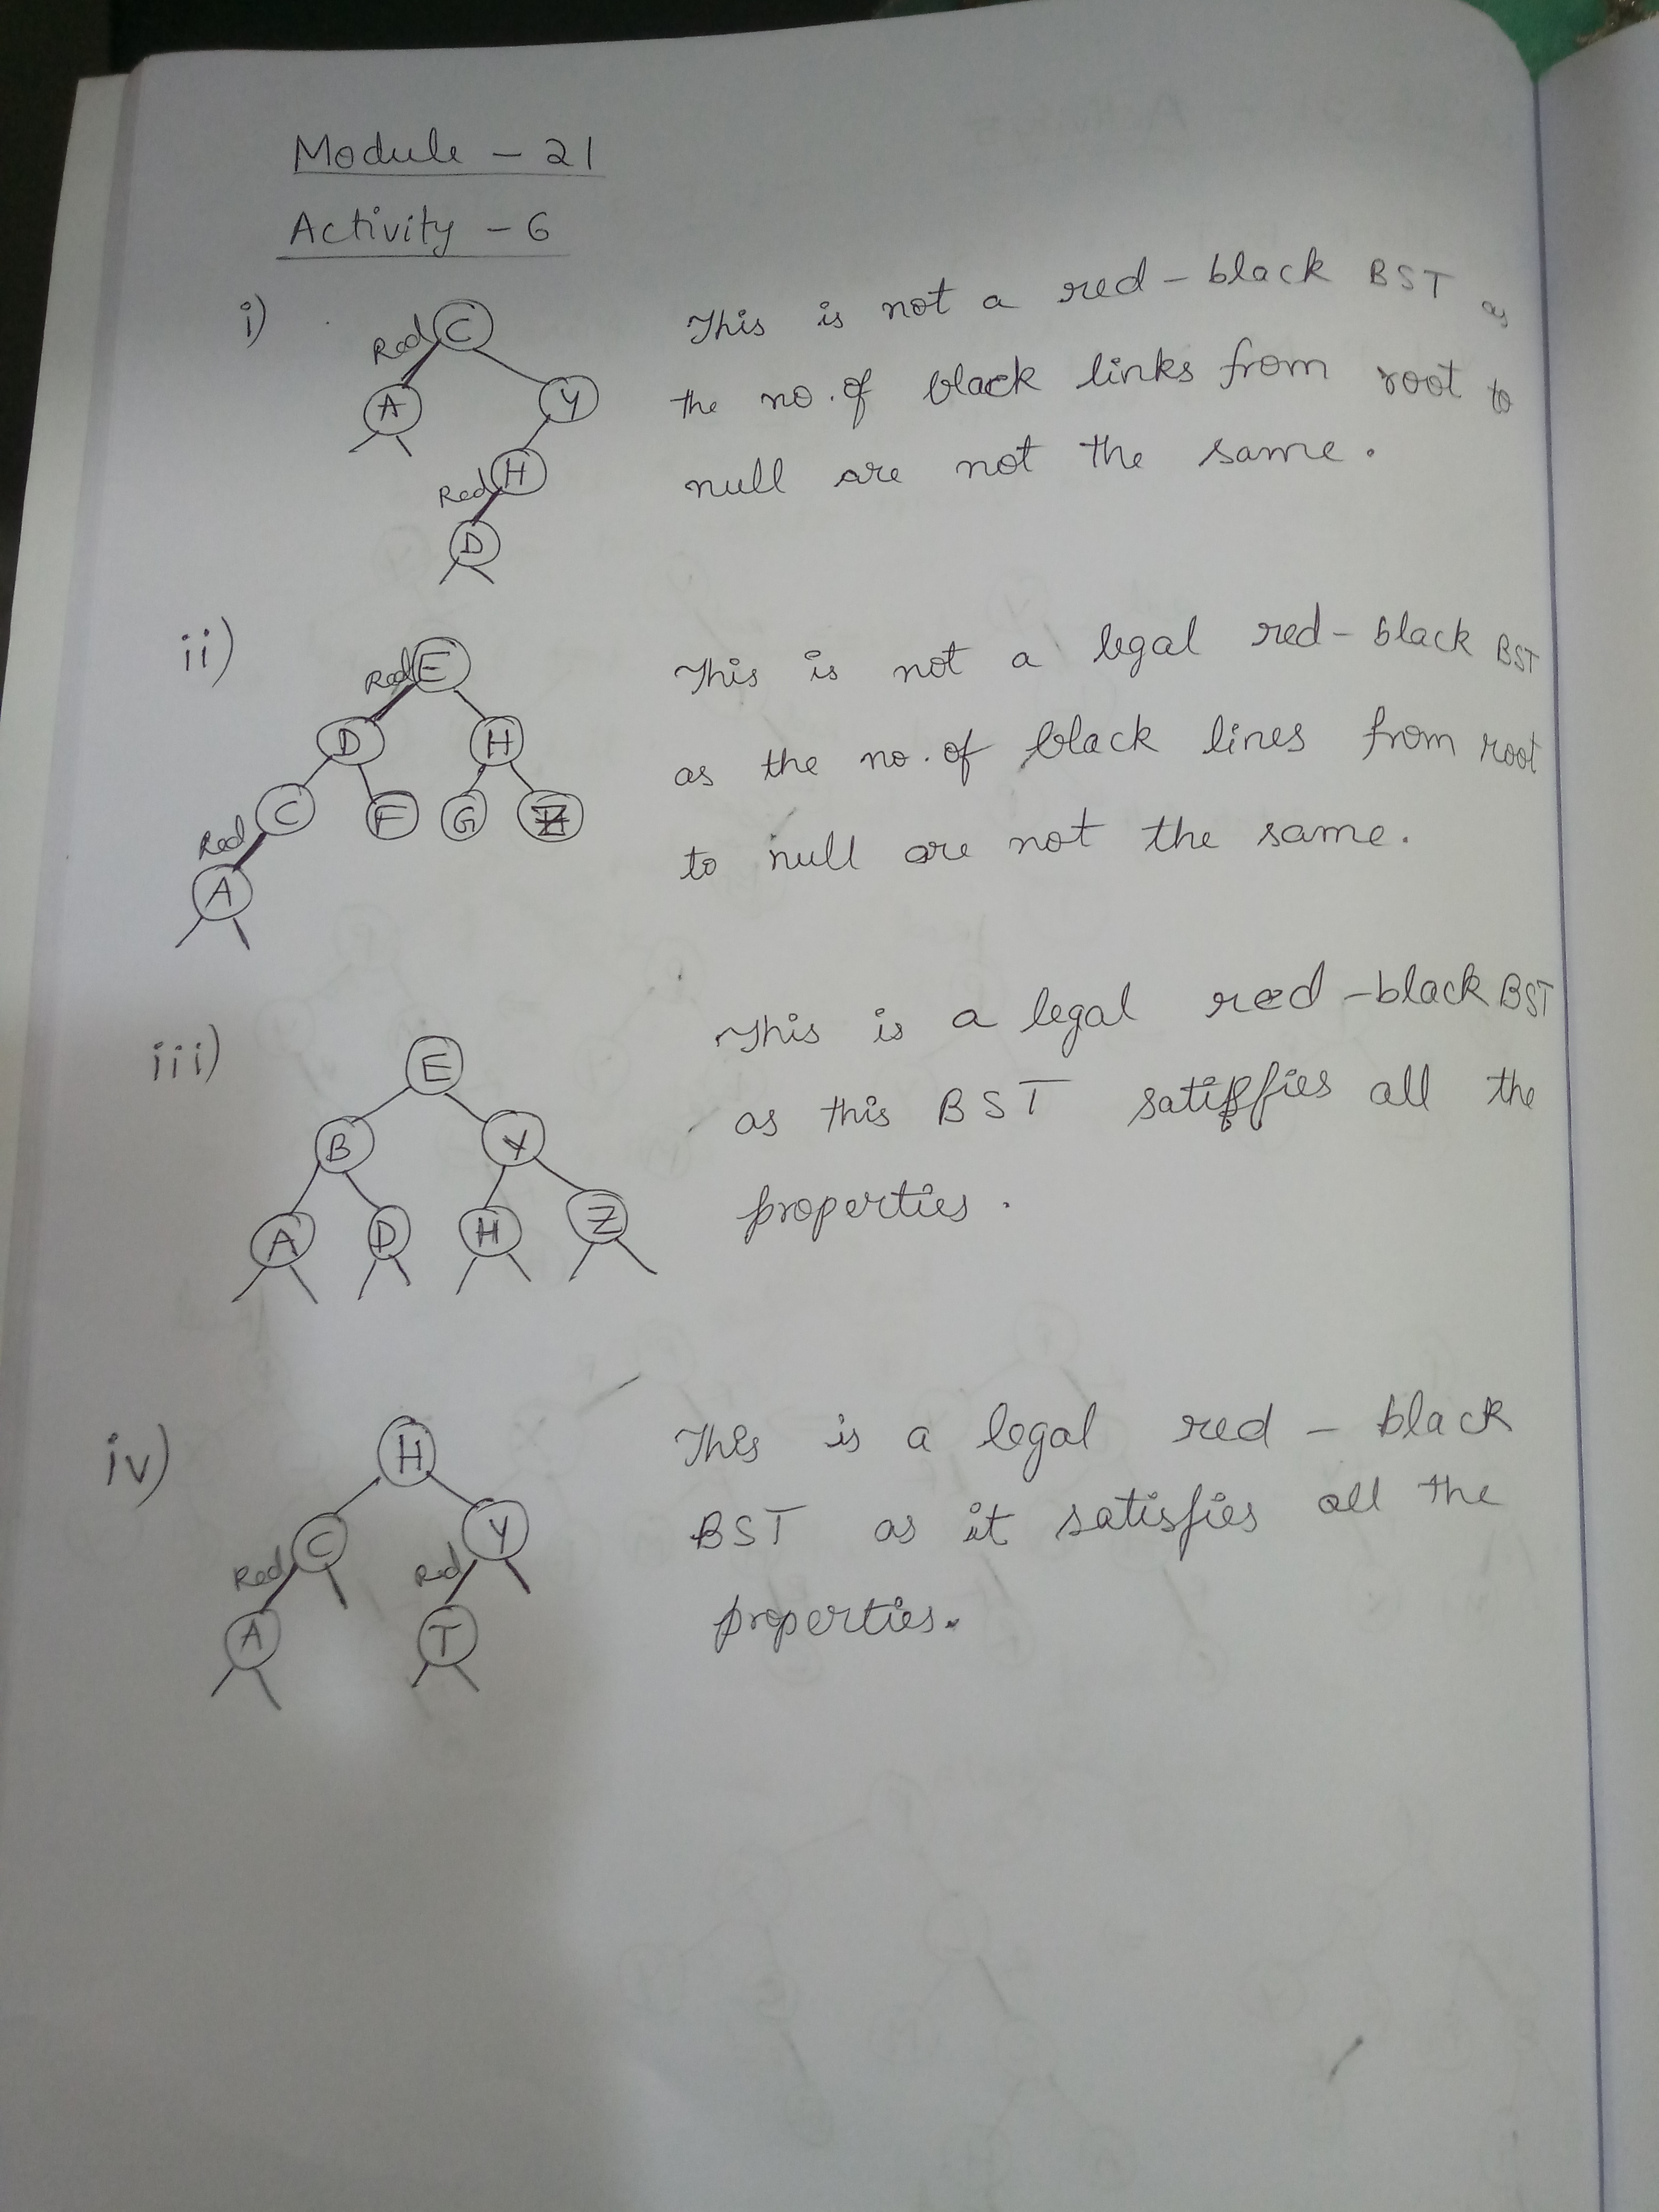 Module - 21
Activity - 6
i)
Red C
A Y
Red H
D
This is not a red - black BST as
the no. of black links from root to
null are not the same.
ii)
Red E
D H
C F G
Red
A
This is not a legal red - black BST
as the no. of black lines from root
to null are not the same.
iii)
E
B Y
A D H Z
This is a legal red - black BST
as this BST satisfies all the
properties.
iv)
H
C Y
Red Red
A T
This is a legal red - black
BST as it satisfies all the
properties.